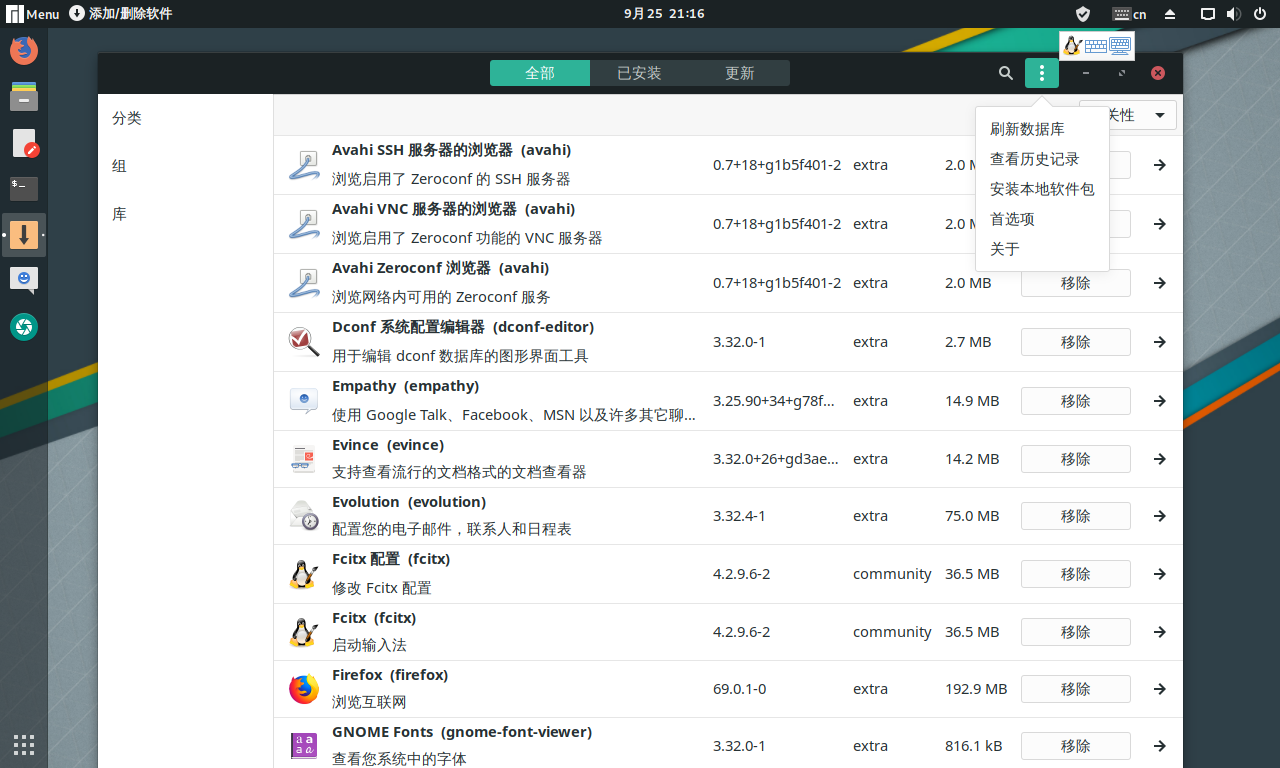 Menu 添加/删除软件 9月25 21:16 cn
全部 已安装 更新
关性
刷新数据库
查看历史记录
安装本地软件包
首选项
关于
分类
组
库
Avahi SSH 服务器的浏览器 (avahi)
浏览启用了 Zeroconf 的 SSH 服务器
0.7+18+g1b5f401-2 extra 2.0
Avahi VNC 服务器的浏览器 (avahi)
浏览启用了 Zeroconf 功能的 VNC 服务器
0.7+18+g1b5f401-2 extra 2.0
Avahi Zeroconf 浏览器 (avahi)
浏览网络内可用的 Zeroconf 服务
0.7+18+g1b5f401-2 extra 2.0 MB 移除
Dconf 系统配置编辑器 (dconf-editor)
用于编辑 dconf 数据库的图形界面工具
3.32.0-1 extra 2.7 MB 移除
Empathy (empathy)
使用 Google Talk、Facebook、MSN 以及许多其它聊...
3.25.90+34+g78f... extra 14.9 MB 移除
Evince (evince)
支持查看流行的文档格式的文档查看器
3.32.0+26+gd3ae... extra 14.2 MB 移除
Evolution (evolution)
配置您的电子邮件，联系人和日程表
3.32.4-1 extra 75.0 MB 移除
Fcitx 配置 (fcitx)
修改 Fcitx 配置
4.2.9.6-2 community 36.5 MB 移除
Fcitx (fcitx)
启动输入法
4.2.9.6-2 community 36.5 MB 移除
Firefox (firefox)
浏览互联网
69.0.1-0 extra 192.9 MB 移除
GNOME Fonts (gnome-font-viewer)
查看您系统中的字体
3.32.0-1 extra 816.1 kB 移除